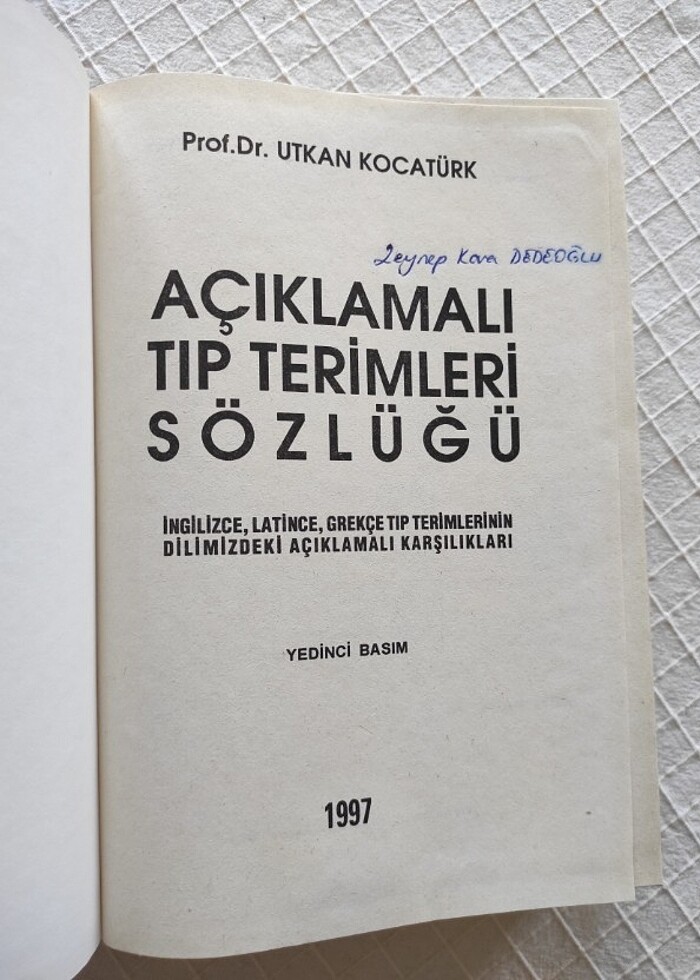 Prof.Dr. UTKAN KOCATÜRK
Zeynep Kara DEDEOĞLU
AÇIKLAMALI
TIP TERİMLERİ
SÖZLÜĞÜ
İNGİLİZCE, LATİNCE, GREKÇE TIP TERİMLERİNİN
DİLİMİZDEKİ AÇIKLAMALI KARŞILIKLARI
YEDİNCİ BASIM
1997